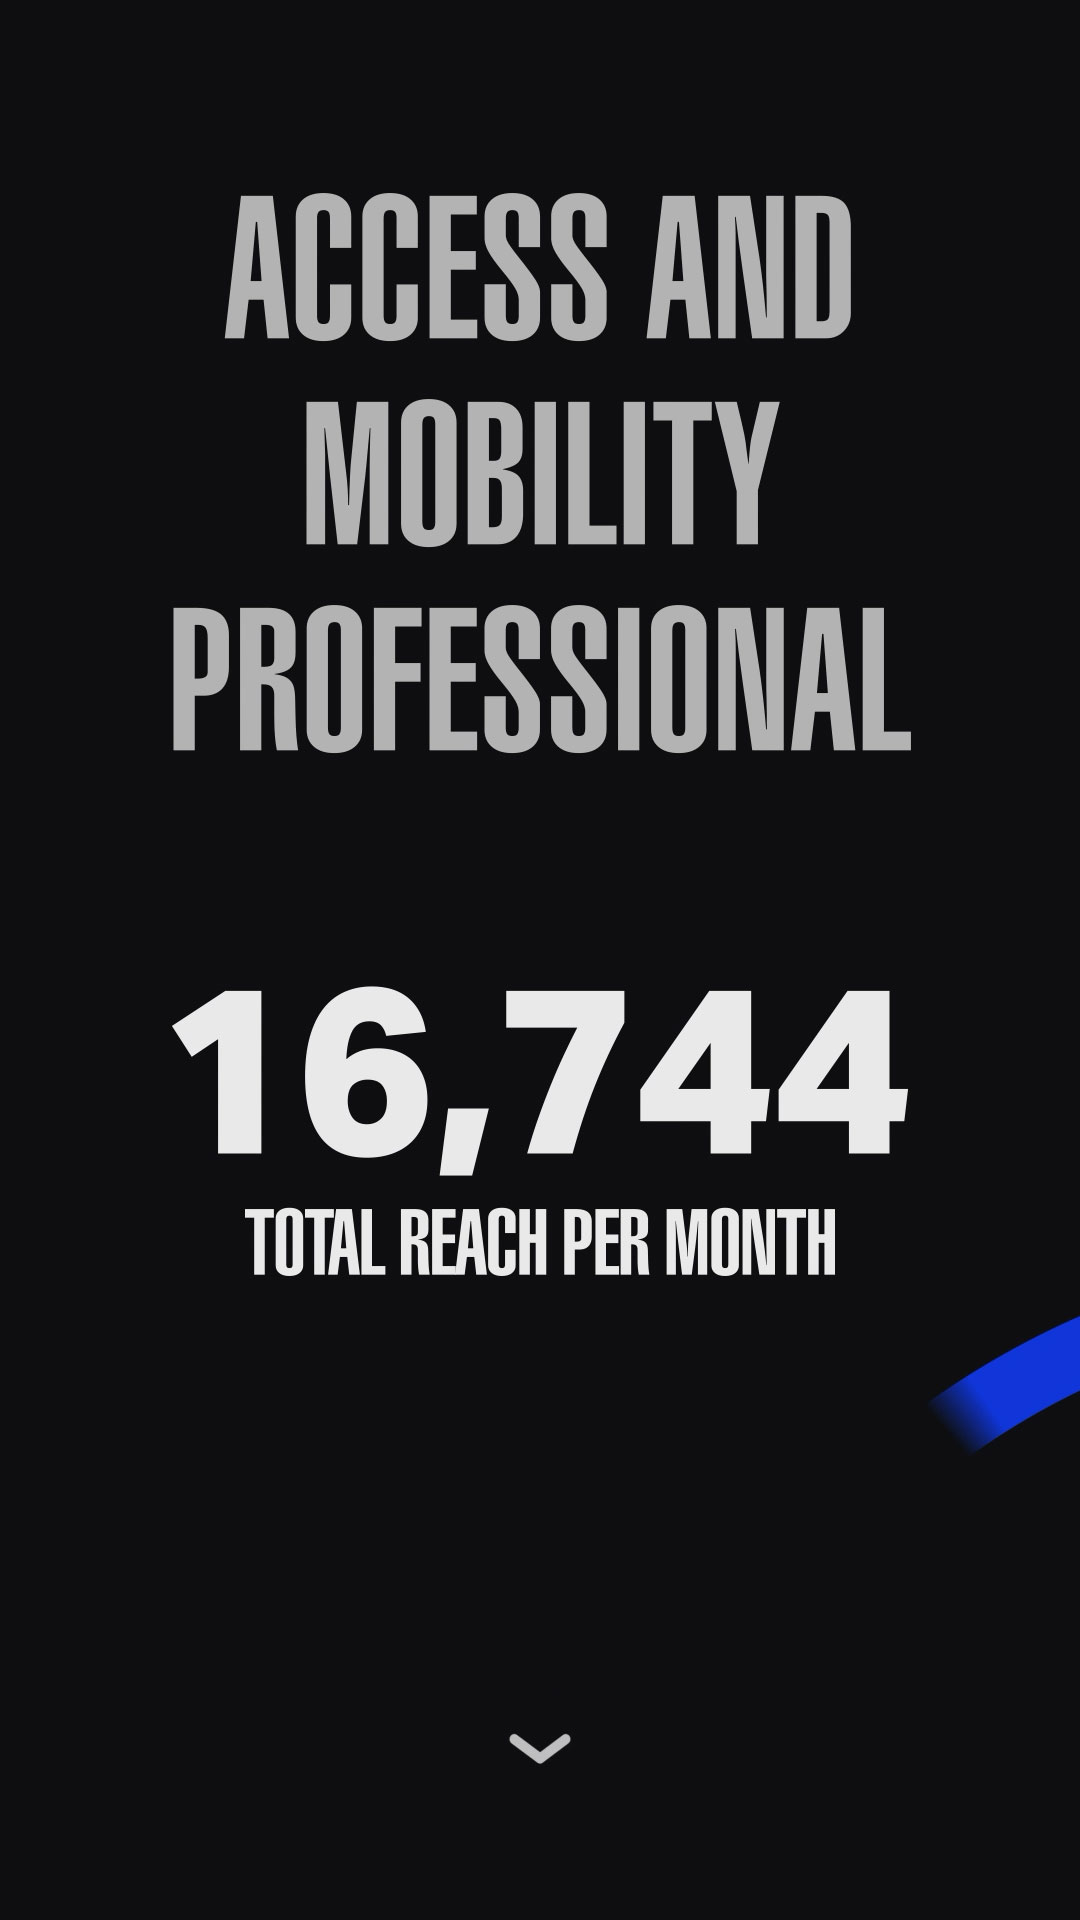 ACCESS AND
MOBILITY
PROFESSIONAL
16,744
TOTAL REACH PER MONTH